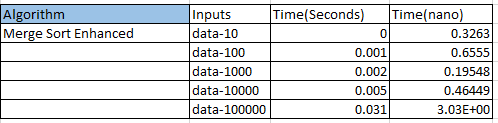 Algorithm Inputs Time(Seconds) Time(nano)
Merge Sort Enhanced data-10 0 0.3263
data-100 0.001 0.6555
data-1000 0.002 0.19548
data-10000 0.005 0.46449
data-100000 0.031 3.03E+00